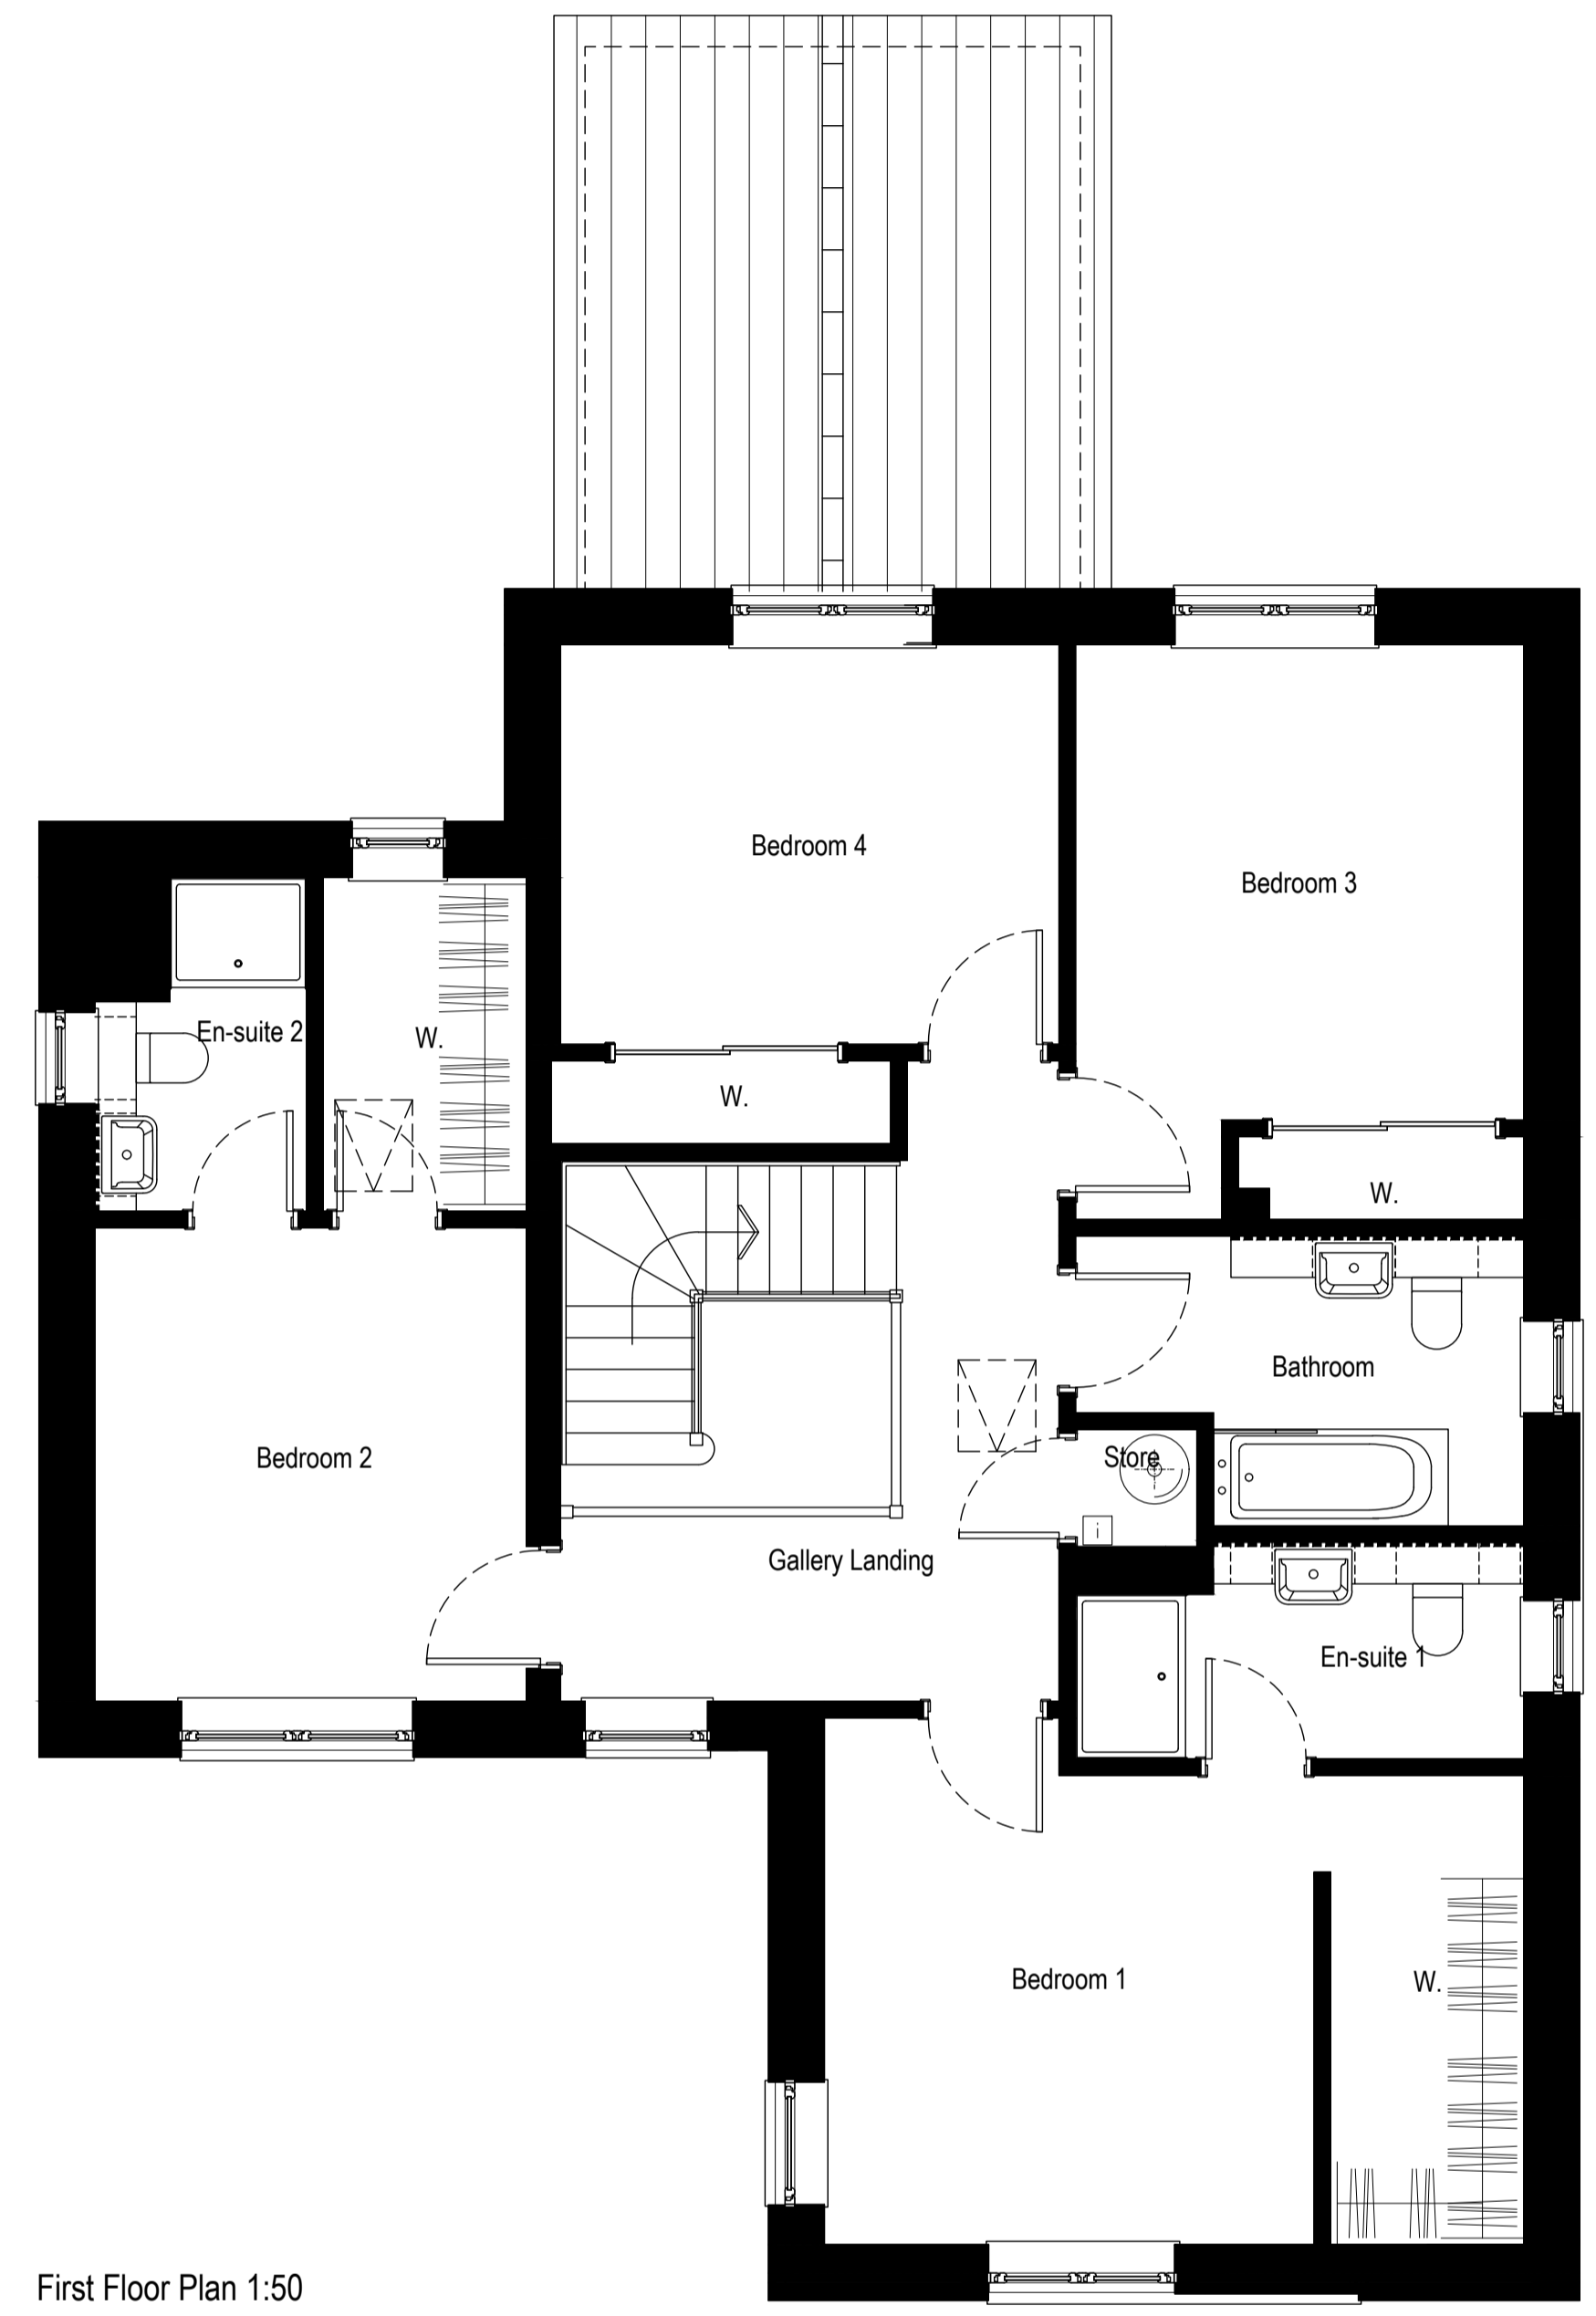 Bedroom 4
Bedroom 3
En-suite 2
W.
W.
W.
Bathroom
Bedroom 2
Store
i
Gallery Landing
En-suite 1
Bedroom 1
W.
First Floor Plan 1:50